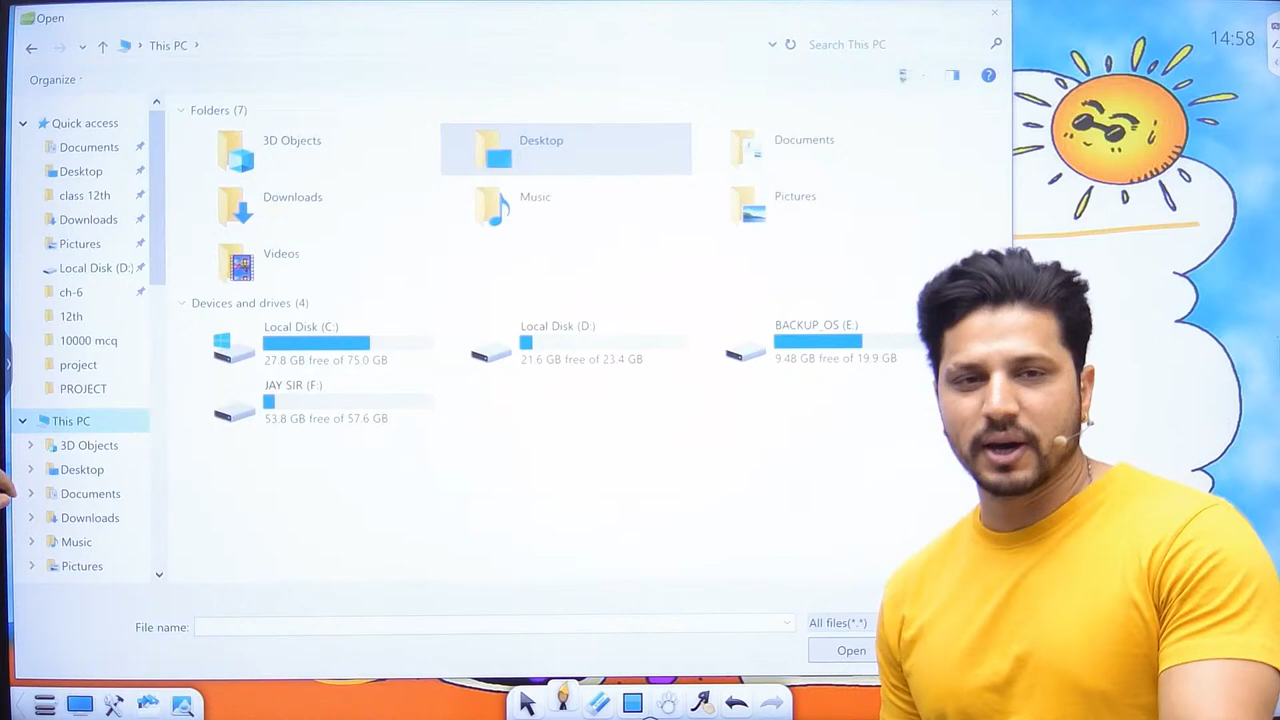 Open
14:58
This PC
Search This PC
Organize
Quick access
Documents
Desktop
class 12th
Downloads
Pictures
Local Disk (D:)
ch-6
12th
10000 mcq
project
PROJECT
This PC
3D Objects
Desktop
Documents
Downloads
Music
Pictures
Folders (7)
3D Objects
Desktop
Documents
Downloads
Music
Pictures
Videos
Devices and drives (4)
Local Disk (C:)
27.8 GB free of 75.0 GB
Local Disk (D:)
21.6 GB free of 23.4 GB
BACKUP_OS (E:)
9.48 GB free of 19.9 GB
JAY SIR (F:)
53.8 GB free of 57.6 GB
File name:
All files(*.*)
Open